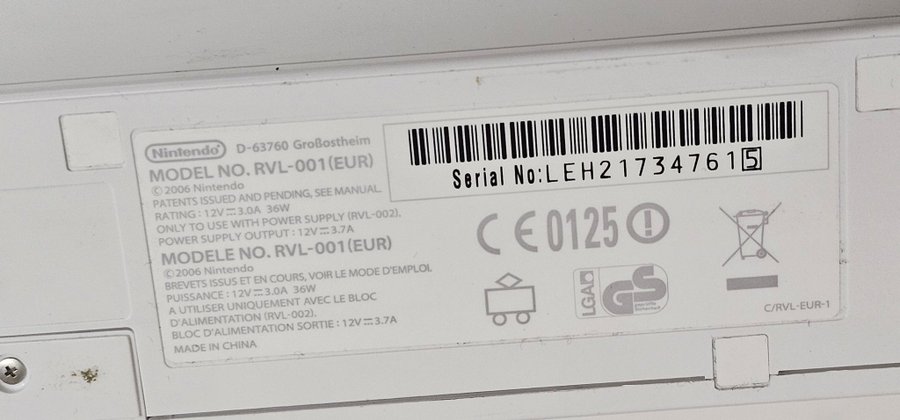 Nintendo D-63760 Großostheim
MODEL NO. RVL-001(EUR)
©2006 Nintendo
PATENTS ISSUED AND PENDING, SEE MANUAL
RATING : 12V⎓3.0A 36W
ONLY TO USE WITH POWER SUPPLY (RVL-002).
POWER SUPPLY OUTPUT : 12V⎓3.7A
MODELE NO. RVL-001(EUR)
©2006 Nintendo
BREVETS ISSUS ET EN COURS, VOIR LE MODE D'EMPLOI
PUISSANCE : 12V⎓3.0A 36W
A UTILISER UNIQUEMENT AVEC LE BLOC
D'ALIMENTATION (RVL-002).
BLOC D'ALIMENTATION SORTIE : 12V⎓3.7A
MADE IN CHINA
Serial No:LEH217347615
CE0125
LGA
GS
geprüfte
Sicherheit
C/RVL-EUR-1